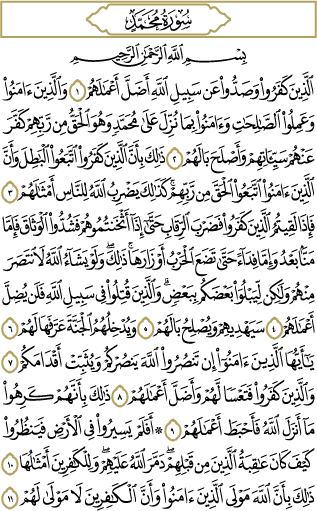 سُورَةُ مُحَمَّدٍ
بِسْمِ ٱللَّهِ ٱلرَّحْمَٰنِ ٱلرَّحِيمِ
ٱلَّذِينَ كَفَرُوا۟ وَصَدُّوا۟ عَن سَبِيلِ ٱللَّهِ أَضَلَّ أَعْمَٰلَهُمْ ١ وَٱلَّذِينَ ءَامَنُوا۟
وَعَمِلُوا۟ ٱلصَّٰلِحَٰتِ وَءَامَنُوا۟ بِمَا نُزِّلَ عَلَىٰ مُحَمَّدٍ وَهُوَ ٱلْحَقُّ مِن رَّبِّهِمْ كَفَّرَ
عَنْهُمْ سَيِّـَٔاتِهِمْ وَأَصْلَحَ بَالَهُمْ ٢ ذَٰلِكَ بِأَنَّ ٱلَّذِينَ كَفَرُوا۟ ٱتَّبَعُوا۟ ٱلْبَٰطِلَ وَأَنَّ
ٱلَّذِينَ ءَامَنُوا۟ ٱتَّبَعُوا۟ ٱلْحَقَّ مِن رَّبِّهِمْ ۚ كَذَٰلِكَ يَضْرِبُ ٱللَّهُ لِلنَّاسِ أَمْثَٰلَهُمْ ٣
فَإِذَا لَقِيتُمُ ٱلَّذِينَ كَفَرُوا۟ فَضَرْبَ ٱلرِّقَابِ حَتَّىٰٓ إِذَآ أَثْخَنتُمُوهُمْ فَشُدُّوا۟ ٱلْوَثَاقَ فَإِمَّا
مَنًّۢا بَعْدُ وَإِمَّا فِدَآءً حَتَّىٰ تَضَعَ ٱلْحَرْبُ أَوْزَارَهَا ۚ ذَٰلِكَ ۖ وَلَوْ يَشَآءُ ٱللَّهُ لَٱنتَصَرَ
مِنْهُمْ وَلَٰكِن لِّيَبْلُوَا۟ بَعْضَكُم بِبَعْضٍ ۗ وَٱلَّذِينَ قُتِلُوا۟ فِى سَبِيلِ ٱللَّهِ فَلَن يُضِلَّ
أَعْمَٰلَهُمْ ٤ سَيَهْدِيهِمْ وَيُصْلِحُ بَالَهُمْ ٥ وَيُدْخِلُهُمُ ٱلْجَنَّةَ عَرَّفَهَا لَهُمْ ٦
يَٰٓأَيُّهَا ٱلَّذِينَ ءَامَنُوٓا۟ إِن تَنصُرُوا۟ ٱللَّهَ يَنصُرْكُمْ وَيُثَبِّتْ أَقْدَامَكُمْ ٧
وَٱلَّذِينَ كَفَرُوا۟ فَتَعْسًا لَّهُمْ وَأَضَلَّ أَعْمَٰلَهُمْ ٨ ذَٰلِكَ بِأَنَّهُمْ كَرِهُوا۟
مَآ أَنزَلَ ٱللَّهُ فَأَحْبَطَ أَعْمَٰلَهُمْ ٩ ۞ أَفَلَمْ يَسِيرُوا۟ فِى ٱلْأَرْضِ فَيَنظُرُوا۟
كَيْفَ كَانَ عَٰقِبَةُ ٱلَّذِينَ مِن قَبْلِهِمْ ۚ دَمَّرَ ٱللَّهُ عَلَيْهِمْ ۖ وَلِلْكَٰفِرِينَ أَمْثَٰلُهَا ١٠
ذَٰلِكَ بِأَنَّ ٱللَّهَ مَوْلَى ٱلَّذِينَ ءَامَنُوا۟ وَأَنَّ ٱلْكَٰفِرِينَ لَا مَوْلَىٰ لَهُمْ ١١